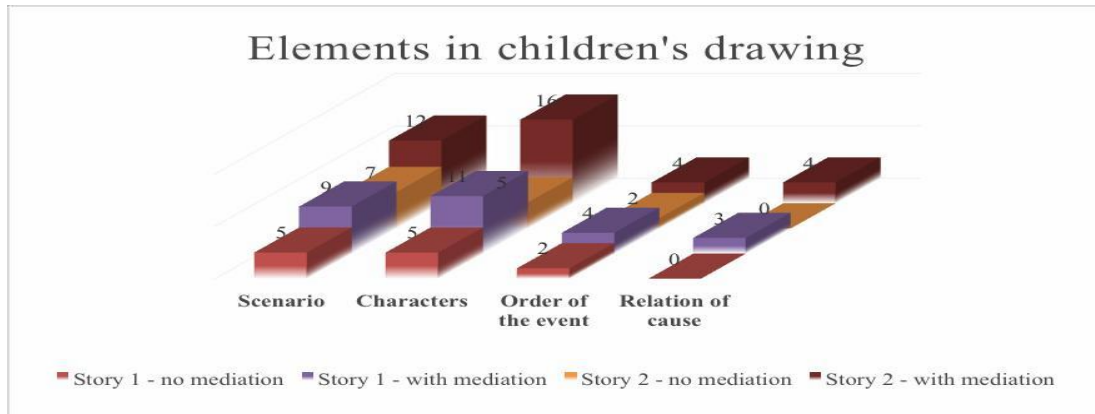 Elements in children's drawing
12
16
9
7
11
5
4
4
5
5
4
2
3
0
2
0
Scenario
Characters
Order of
the event
Relation of
cause
Story 1 - no mediation
Story 1 - with mediation
Story 2 - no mediation
Story 2 - with mediation